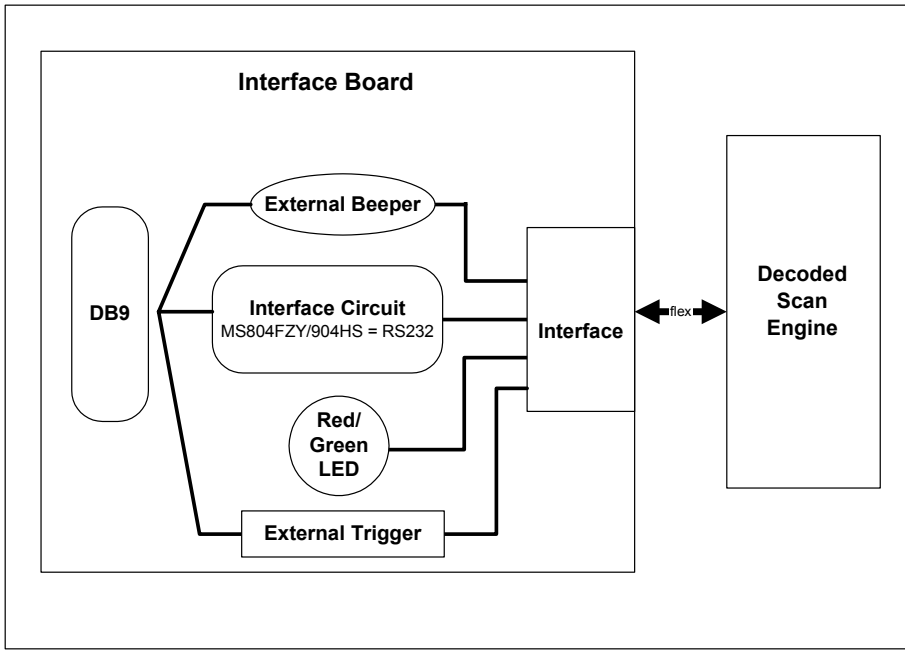 Interface Board
External Beeper
DB9
Interface Circuit
MS804FZY/904HS = RS232
Interface
flex
Decoded
Scan
Engine
Red/
Green
LED
External Trigger